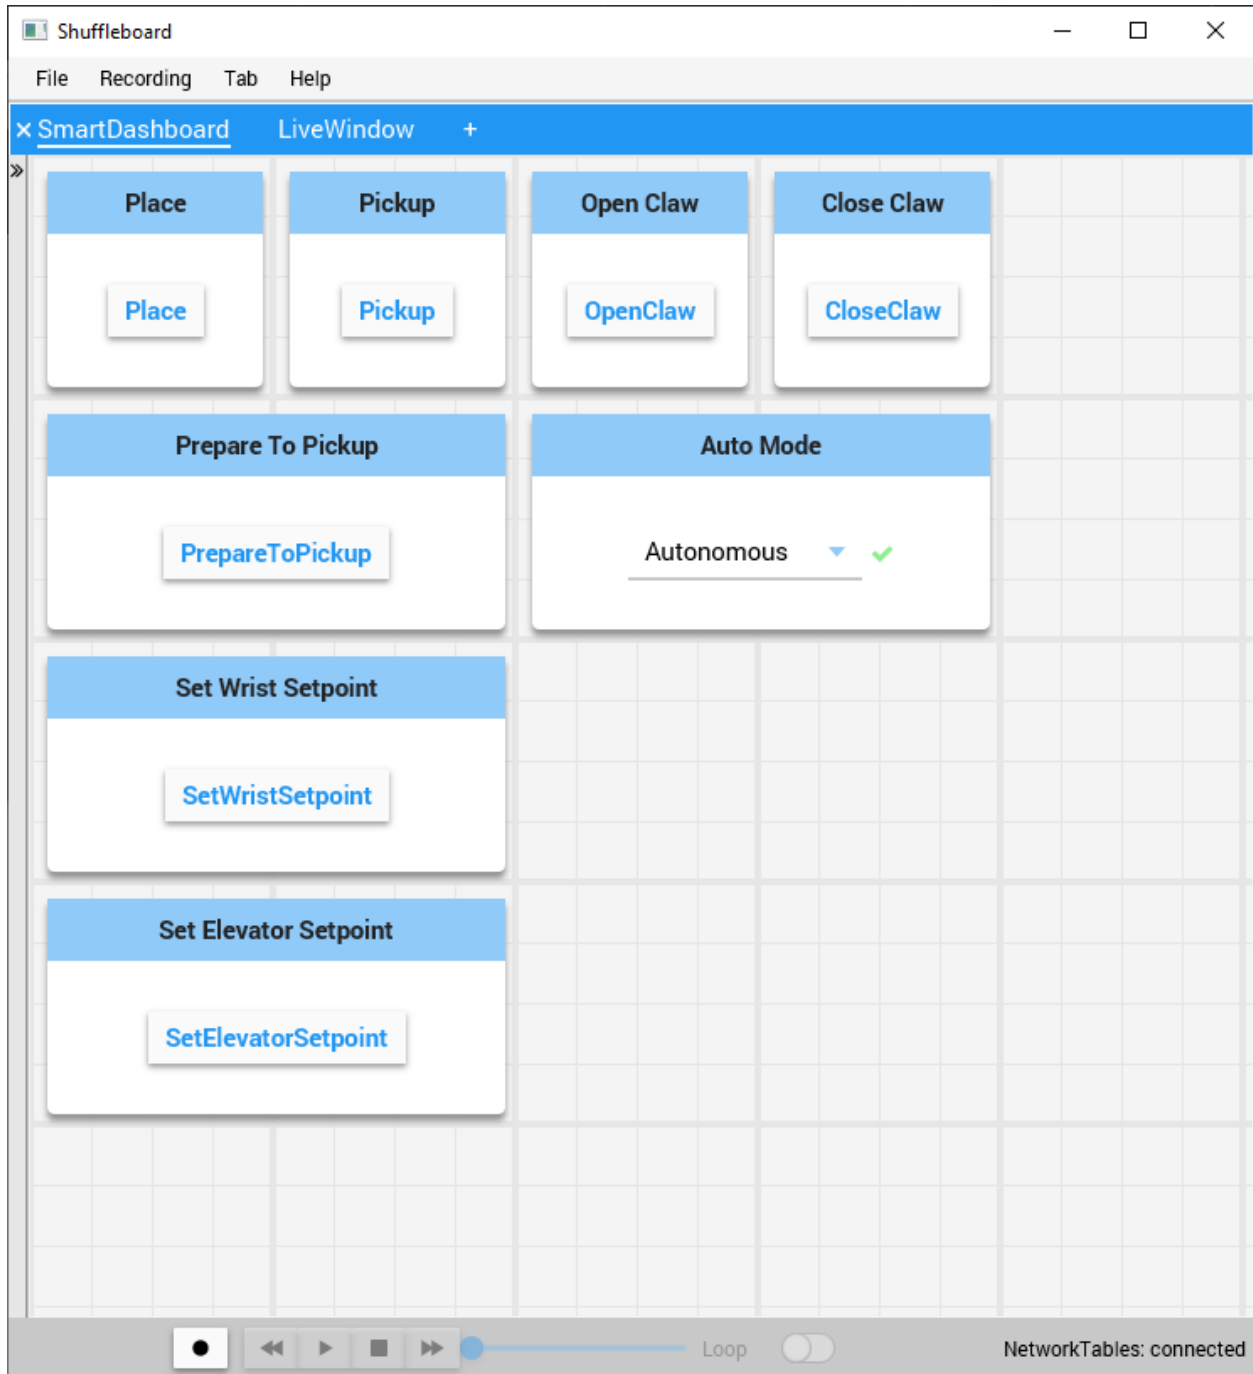 Shuffleboard
File Recording Tab Help
SmartDashboard LiveWindow +
Place Pickup Open Claw Close Claw
Place Pickup OpenClaw CloseClaw
Prepare To Pickup Auto Mode
PrepareToPickup Autonomous
Set Wrist Setpoint
SetWristSetpoint
Set Elevator Setpoint
SetElevatorSetpoint
Loop NetworkTables: connected